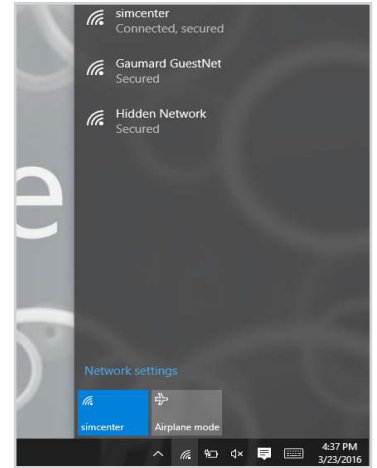 simcenter
Connected, secured
Gaumard GuestNet
Secured
Hidden Network
Secured
e
Network settings
simcenter
Airplane mode
4:37 PM
3/23/2016